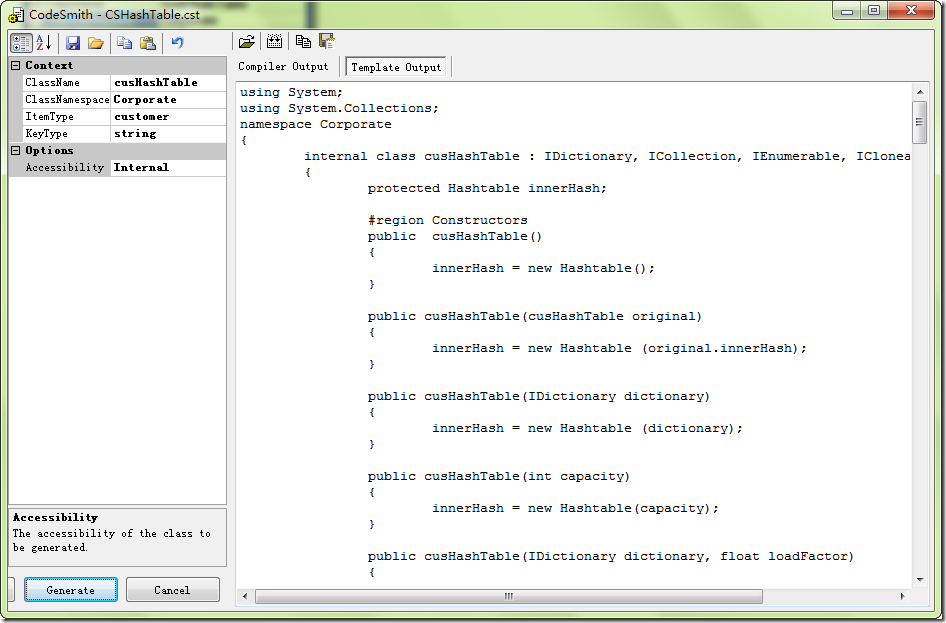 CodeSmith - CSHashTable.cst
Compiler Output
Template Output
Context
ClassName cusHashTable
ClassNamespace Corporate
ItemType customer
KeyType string
Options
Accessibility Internal
Accessibility
The accessibility of the class to
be generated.
Generate
Cancel
using System;
using System.Collections;
namespace Corporate
{
internal class cusHashTable : IDictionary, ICollection, IEnumerable, IClonea
{
protected Hashtable innerHash;
#region Constructors
public  cusHashTable()
{
innerHash = new Hashtable();
}
public cusHashTable(cusHashTable original)
{
innerHash = new Hashtable (original.innerHash);
}
public cusHashTable(IDictionary dictionary)
{
innerHash = new Hashtable (dictionary);
}
public cusHashTable(int capacity)
{
innerHash = new Hashtable(capacity);
}
public cusHashTable(IDictionary dictionary, float loadFactor)
{